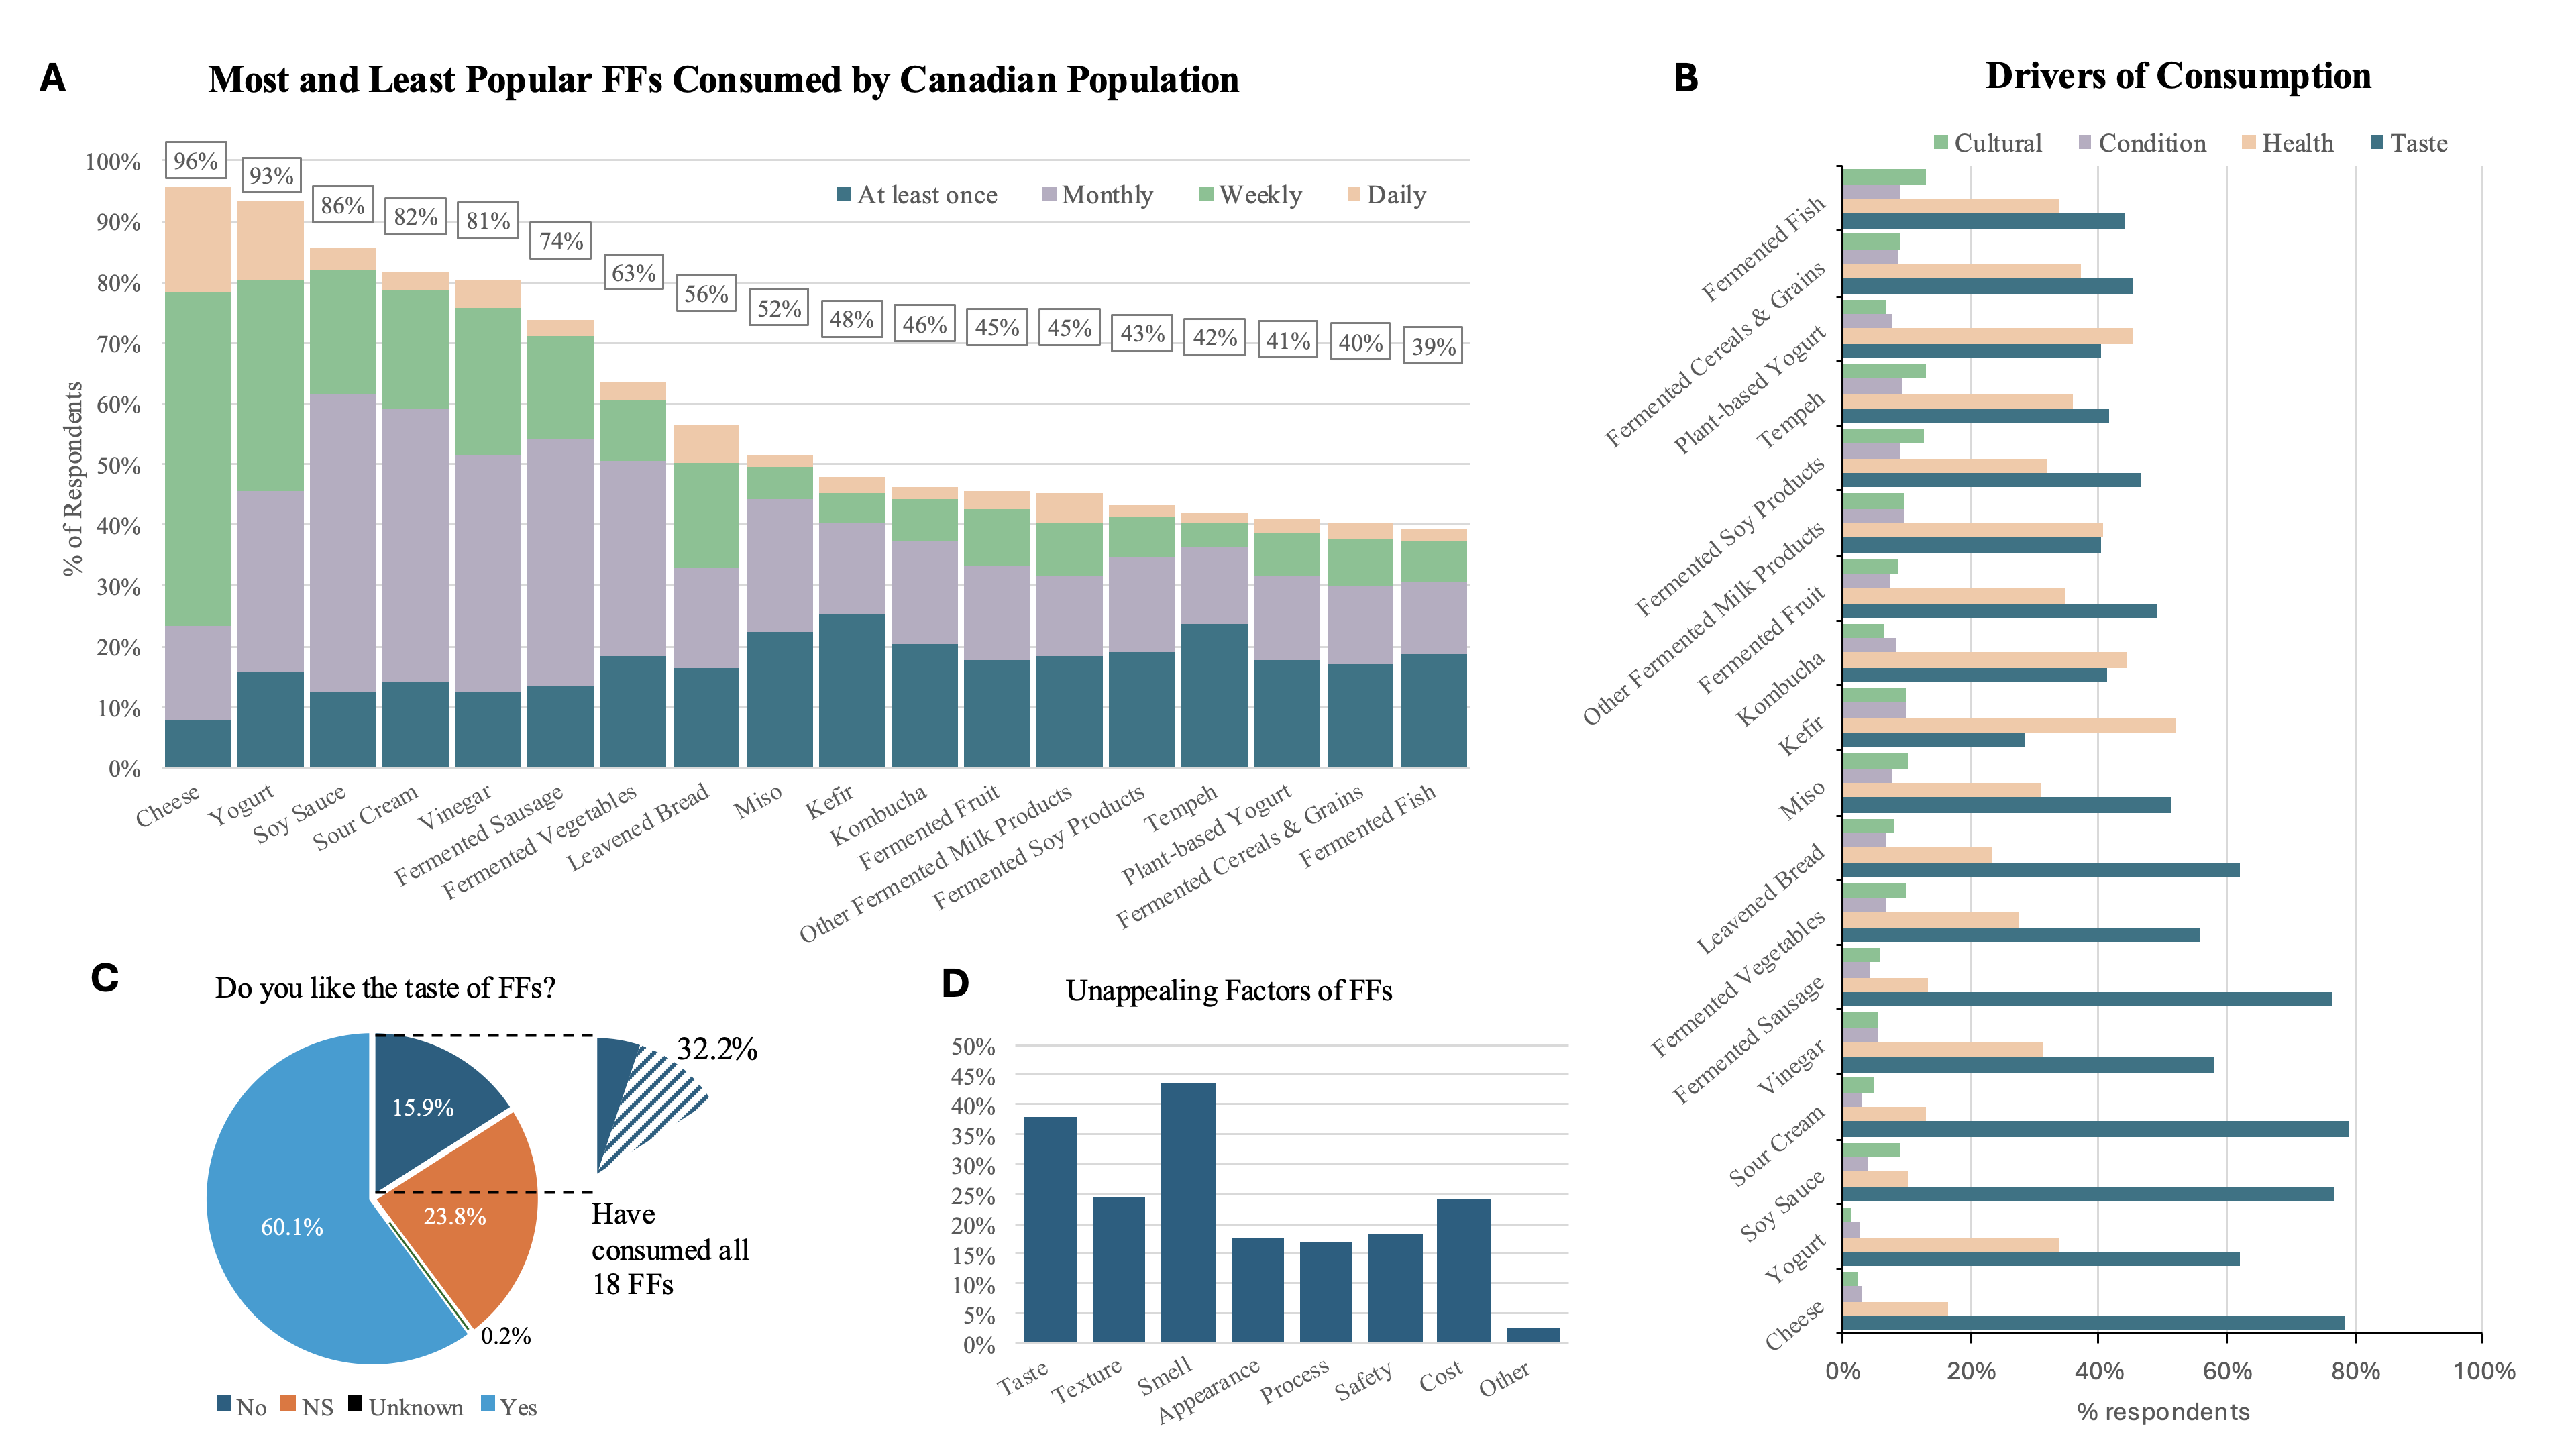 A
Most and Least Popular FFs Consumed by Canadian Population
At least once
Monthly
Weekly
Daily
% of Respondents
100%
90%
80%
70%
60%
50%
40%
30%
20%
10%
0%
96%
93%
86%
82%
81%
74%
63%
56%
52%
48%
46%
45%
45%
43%
42%
41%
40%
39%
Cheese
Yogurt
Soy Sauce
Sour Cream
Vinegar
Fermented Sausage
Fermented Vegetables
Leavened Bread
Miso
Kefir
Kombucha
Fermented Fruit
Other Fermented Milk Products
Fermented Soy Products
Tempeh
Plant-based Yogurt
Fermented Cereals & Grains
Fermented Fish
B
Drivers of Consumption
Cultural
Condition
Health
Taste
Fermented Fish
Fermented Cereals & Grains
Plant-based Yogurt
Tempeh
Fermented Soy Products
Other Fermented Milk Products
Fermented Fruit
Kombucha
Kefir
Miso
Leavened Bread
Fermented Vegetables
Fermented Sausage
Vinegar
Sour Cream
Soy Sauce
Yogurt
Cheese
0%
20%
40%
60%
80%
100%
% respondents
C
Do you like the taste of FFs?
15.9%
23.8%
60.1%
0.2%
32.2%
Have
consumed all
18 FFs
No
NS
Unknown
Yes
D
Unappealing Factors of FFs
50%
45%
40%
35%
30%
25%
20%
15%
10%
5%
0%
Taste
Texture
Smell
Appearance
Process
Safety
Cost
Other